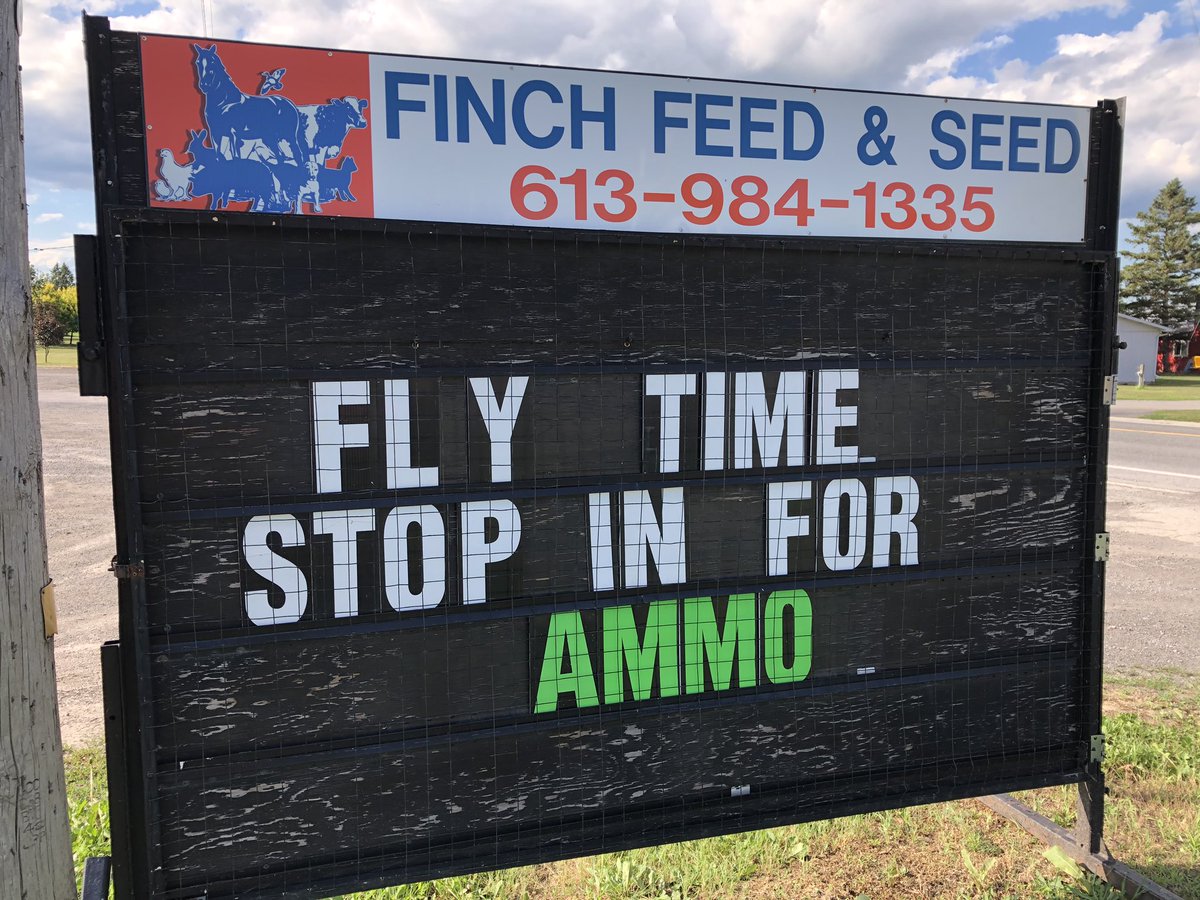 FINCH FEED & SEED
613-984-1335
FLY TIME
STOP IN FOR
AMMO